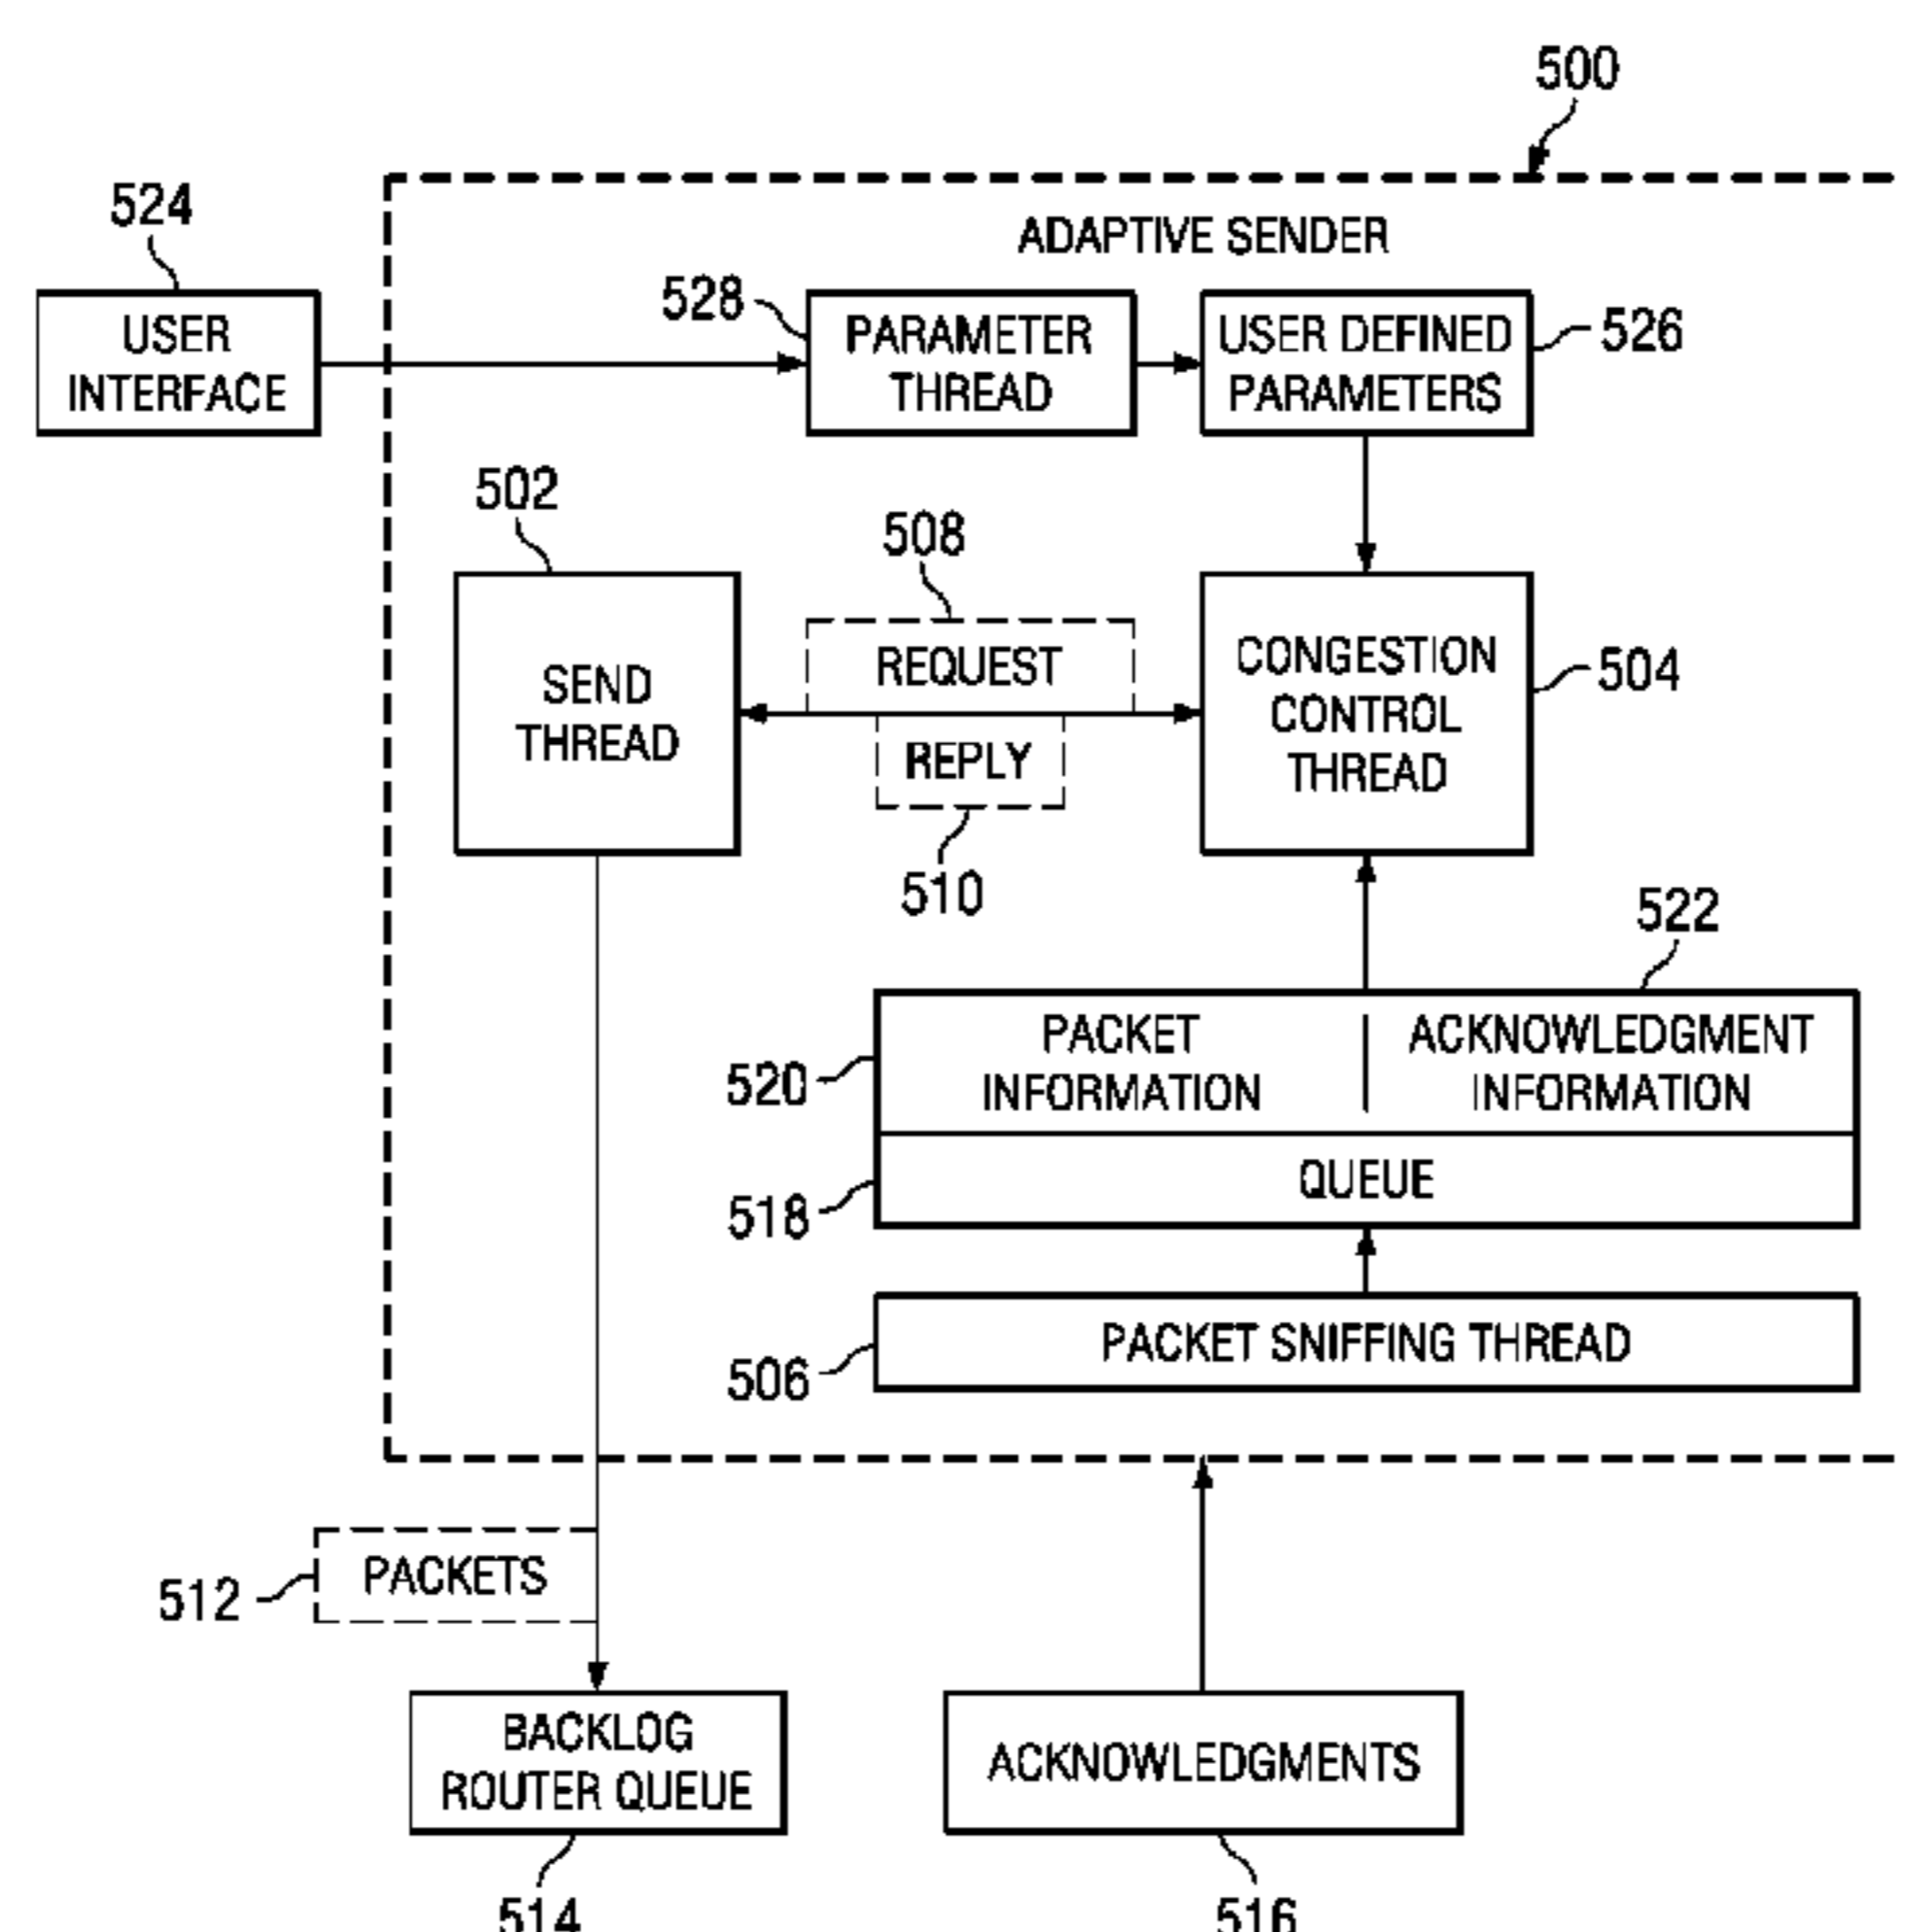 500
524
ADAPTIVE SENDER
528
USER
INTERFACE
PARAMETER
THREAD
USER DEFINED
PARAMETERS
526
502
508
SEND
THREAD
REQUEST
REPLY
510
CONGESTION
CONTROL
THREAD
504
522
520
PACKET
INFORMATION
ACKNOWLEDGMENT
INFORMATION
518
QUEUE
506
PACKET SNIFFING THREAD
512
PACKETS
BACKLOG
ROUTER QUEUE
ACKNOWLEDGMENTS
514
516